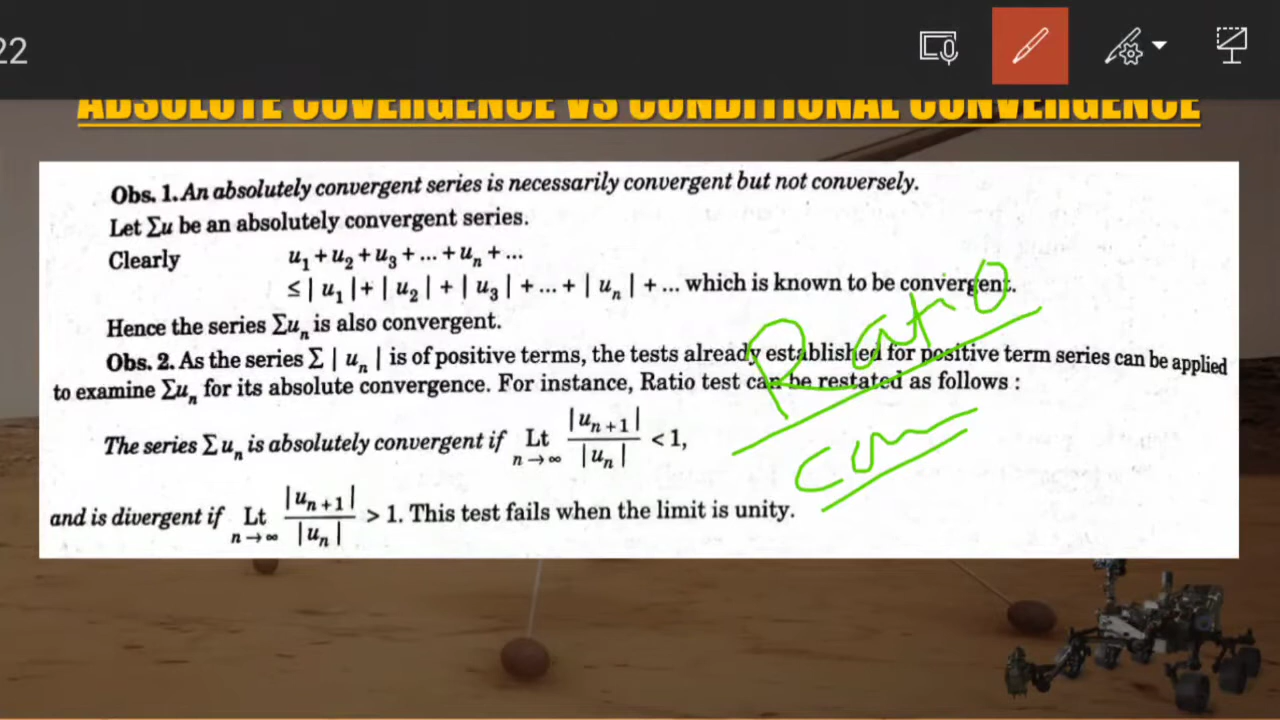 22
ABSOLUTE COVERGENCE VS CONDITIONAL CONVERGENCE
Obs. 1. An absolutely convergent series is necessarily convergent but not conversely.
Let Σu be an absolutely convergent series.
Clearly u₁ + u₂ + u₃ + ... + uₙ + ...
≤ | u₁ | + | u₂ | + | u₃ | + ... + | uₙ | + ... which is known to be convergent.
Hence the series Σuₙ is also convergent.
Obs. 2. As the series Σ | uₙ | is of positive terms, the tests already established for positive term series can be applied
to examine Σuₙ for its absolute convergence. For instance, Ratio test can be restated as follows :
The series Σ uₙ is absolutely convergent if Lt n→∞ |uₙ₊₁| / |uₙ| < 1,
and is divergent if Lt n→∞ |uₙ₊₁| / |uₙ| > 1. This test fails when the limit is unity.
Ratio